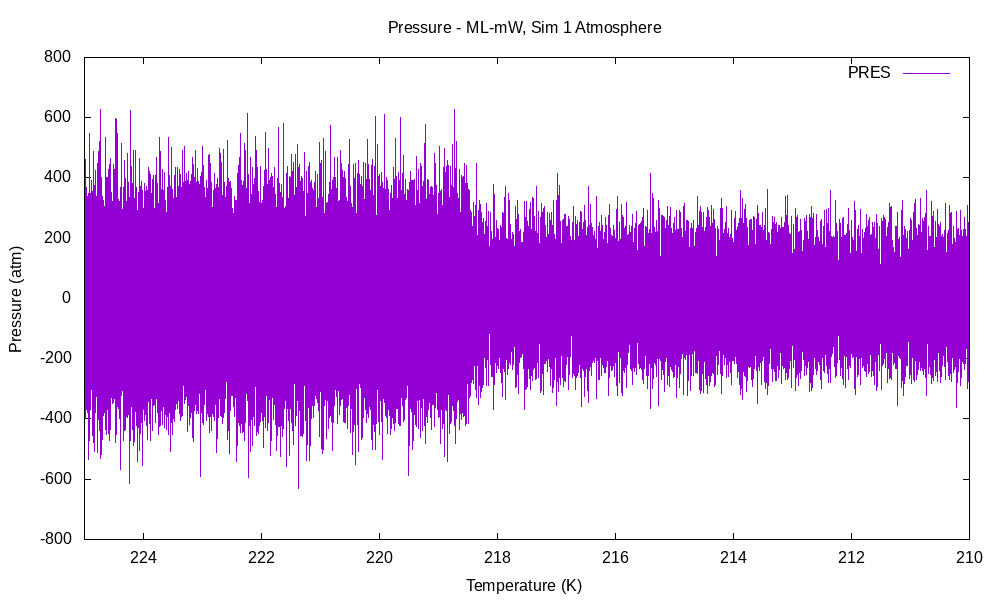 Pressure - ML-mW, Sim 1 Atmosphere
PRES
800
600
400
200
0
-200
-400
-600
-800
Pressure (atm)
224 222 220 218 216 214 212 210
Temperature (K)